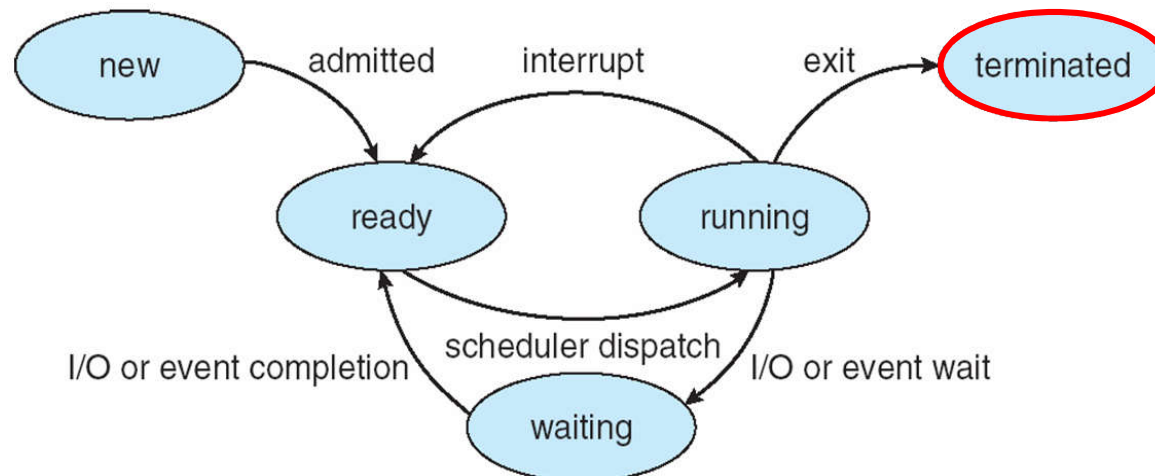 new
admitted
interrupt
exit
terminated
ready
running
scheduler dispatch
I/O or event completion
I/O or event wait
waiting